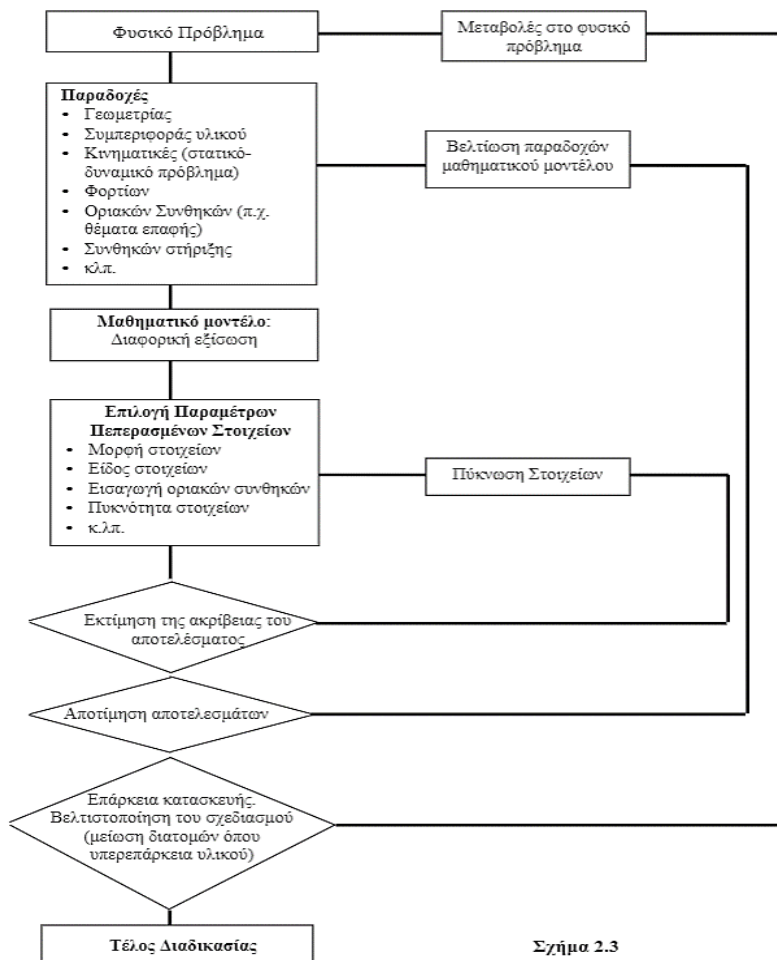 Φυσικό Πρόβλημα
Μεταβολές στο φυσικό
πρόβλημα
Παραδοχές
• Γεωμετρίας
• Συμπεριφοράς υλικού
• Κινηματικές (στατικό-
δυναμικό πρόβλημα)
• Φορτίων
• Οριακών Συνθηκών (π.χ.
θέματα επαφής)
• Συνθηκών στήριξης
• κλπ.
Βελτίωση παραδοχών
μαθηματικού μοντέλου
Μαθηματικό μοντέλο:
Διαφορική εξίσωση
Επιλογή Παραμέτρων
Πεπερασμένων Στοιχείων
• Μορφή στοιχείων
• Είδος στοιχείων
• Εισαγωγή οριακών συνθηκών
• Πυκνότητα στοιχείων
• κ.λπ.
Πύκνωση Στοιχείων
Εκτίμηση της ακρίβειας του
αποτελέσματος
Αποτίμηση αποτελεσμάτων
Επάρκεια κατασκευής.
Βελτιστοποίηση του σχεδιασμού
(μείωση διατομών όπου
υπερεπάρκεια υλικού)
Τέλος Διαδικασίας
Σχήμα 2.3